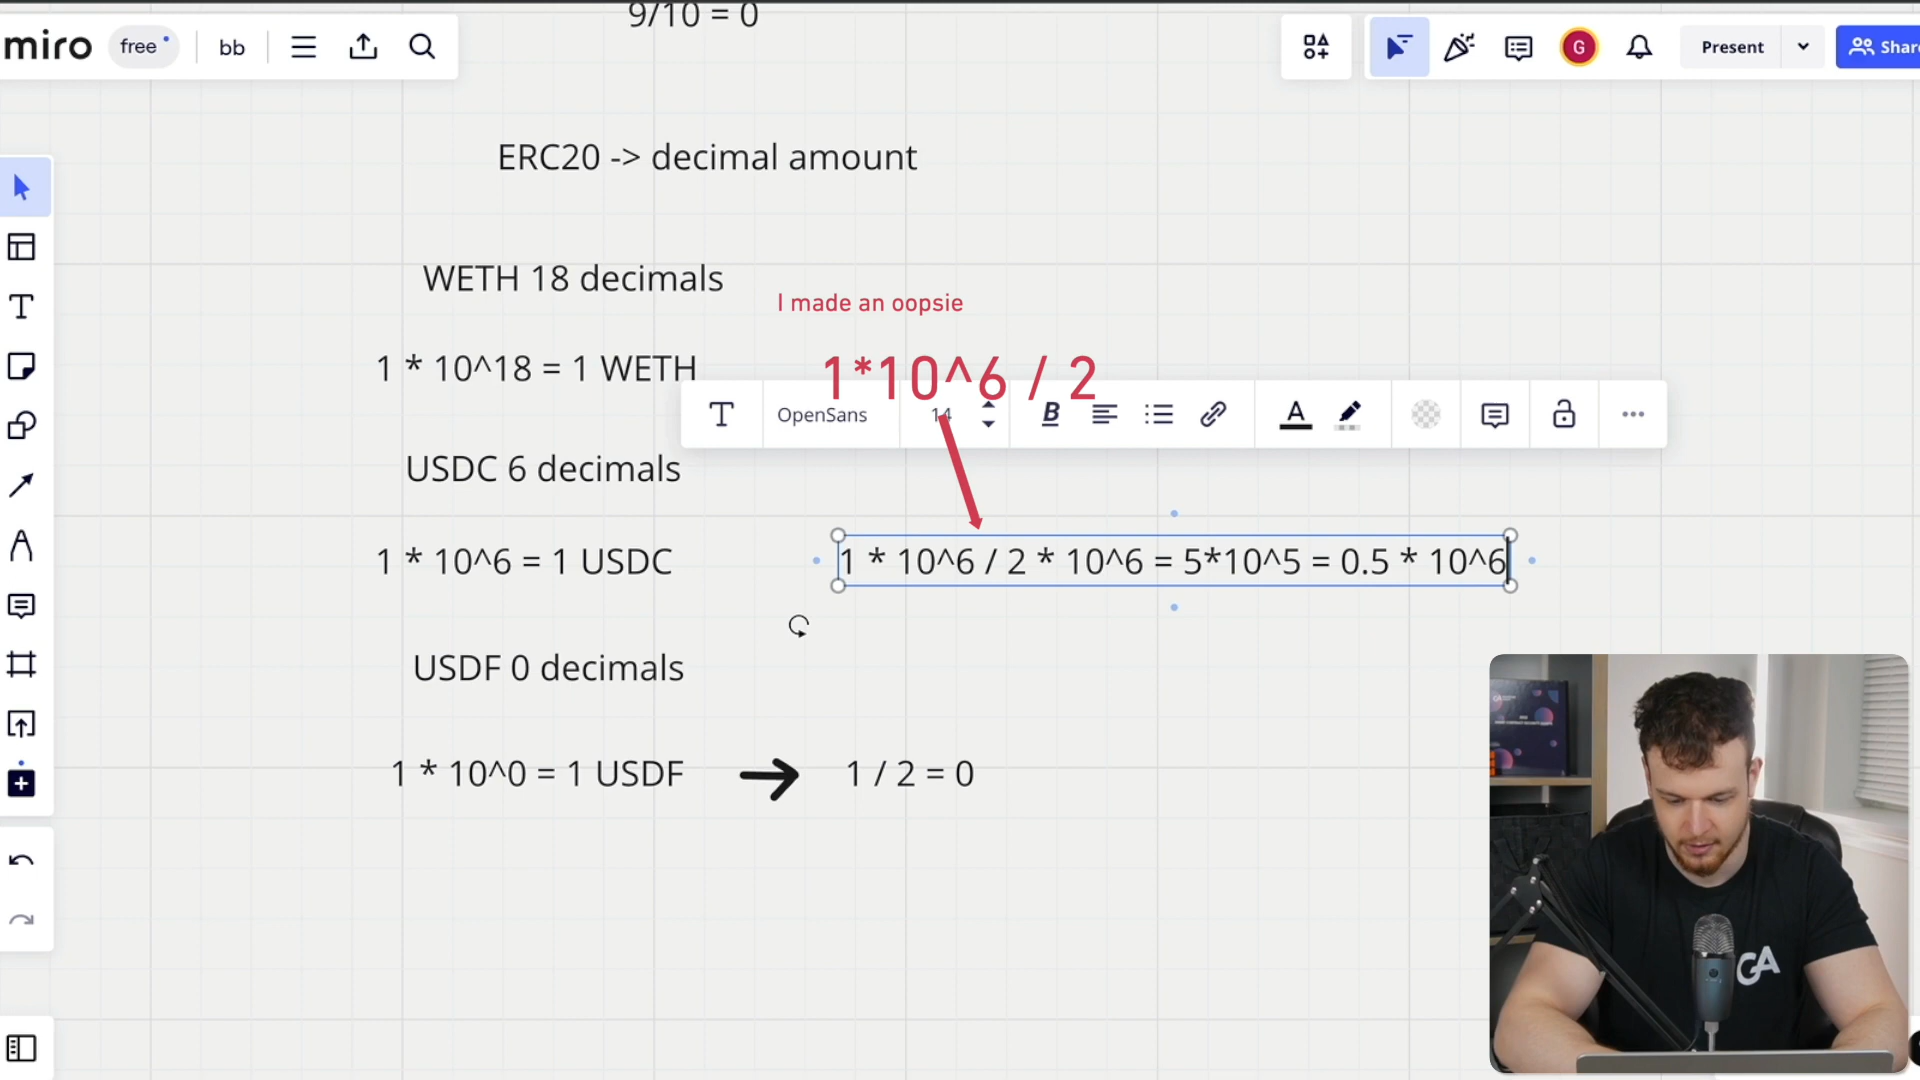 9/10 = 0
miro
free
bb
G
Present
Share
ERC20 -> decimal amount
WETH 18 decimals
I made an oopsie
1 * 10^18 = 1 WETH
1*10^6 / 2
OpenSans
14
B
A
USDC 6 decimals
1 * 10^6 = 1 USDC
1 * 10^6 / 2 * 10^6 = 5*10^5 = 0.5 * 10^6
USDF 0 decimals
1 * 10^0 = 1 USDF
1 / 2 = 0
GA